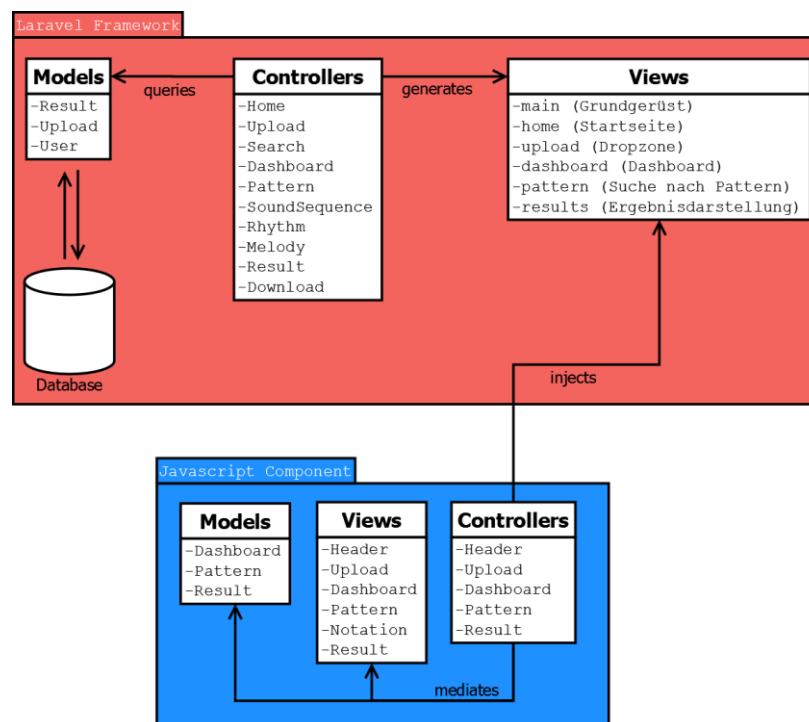 Laravel Framework
Models
-Result
-Upload
-User
queries
Controllers
-Home
-Upload
-Search
-Dashboard
-Pattern
-SoundSequence
-Rhythm
-Melody
-Result
-Download
generates
Views
-main (Grundgerüst)
-home (Startseite)
-upload (Dropzone)
-dashboard (Dashboard)
-pattern (Suche nach Pattern)
-results (Ergebnisdarstellung)
Database
injects
Javascript Component
Models
-Dashboard
-Pattern
-Result
Views
-Header
-Upload
-Dashboard
-Pattern
-Notation
-Result
Controllers
-Header
-Upload
-Dashboard
-Pattern
-Result
mediates